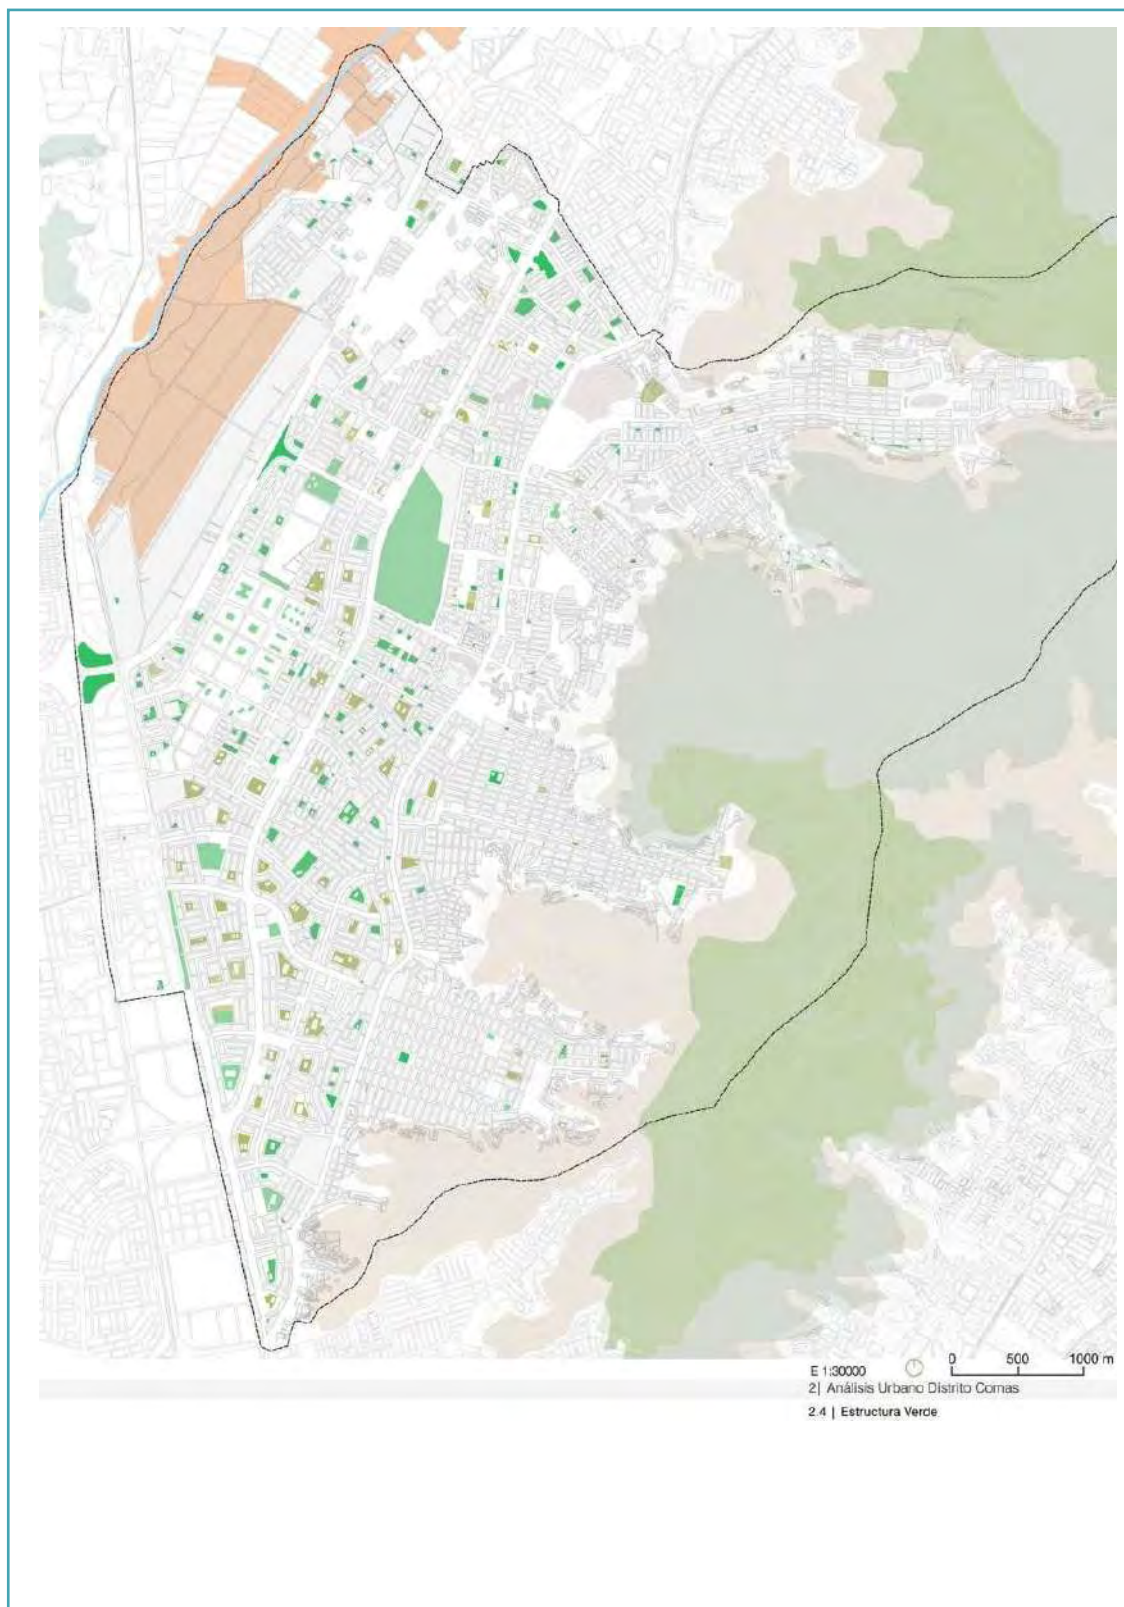 E 1:30000
0 500 1000 m
2| Análisis Urbano Distrito Comas
2.4 | Estructura Verde